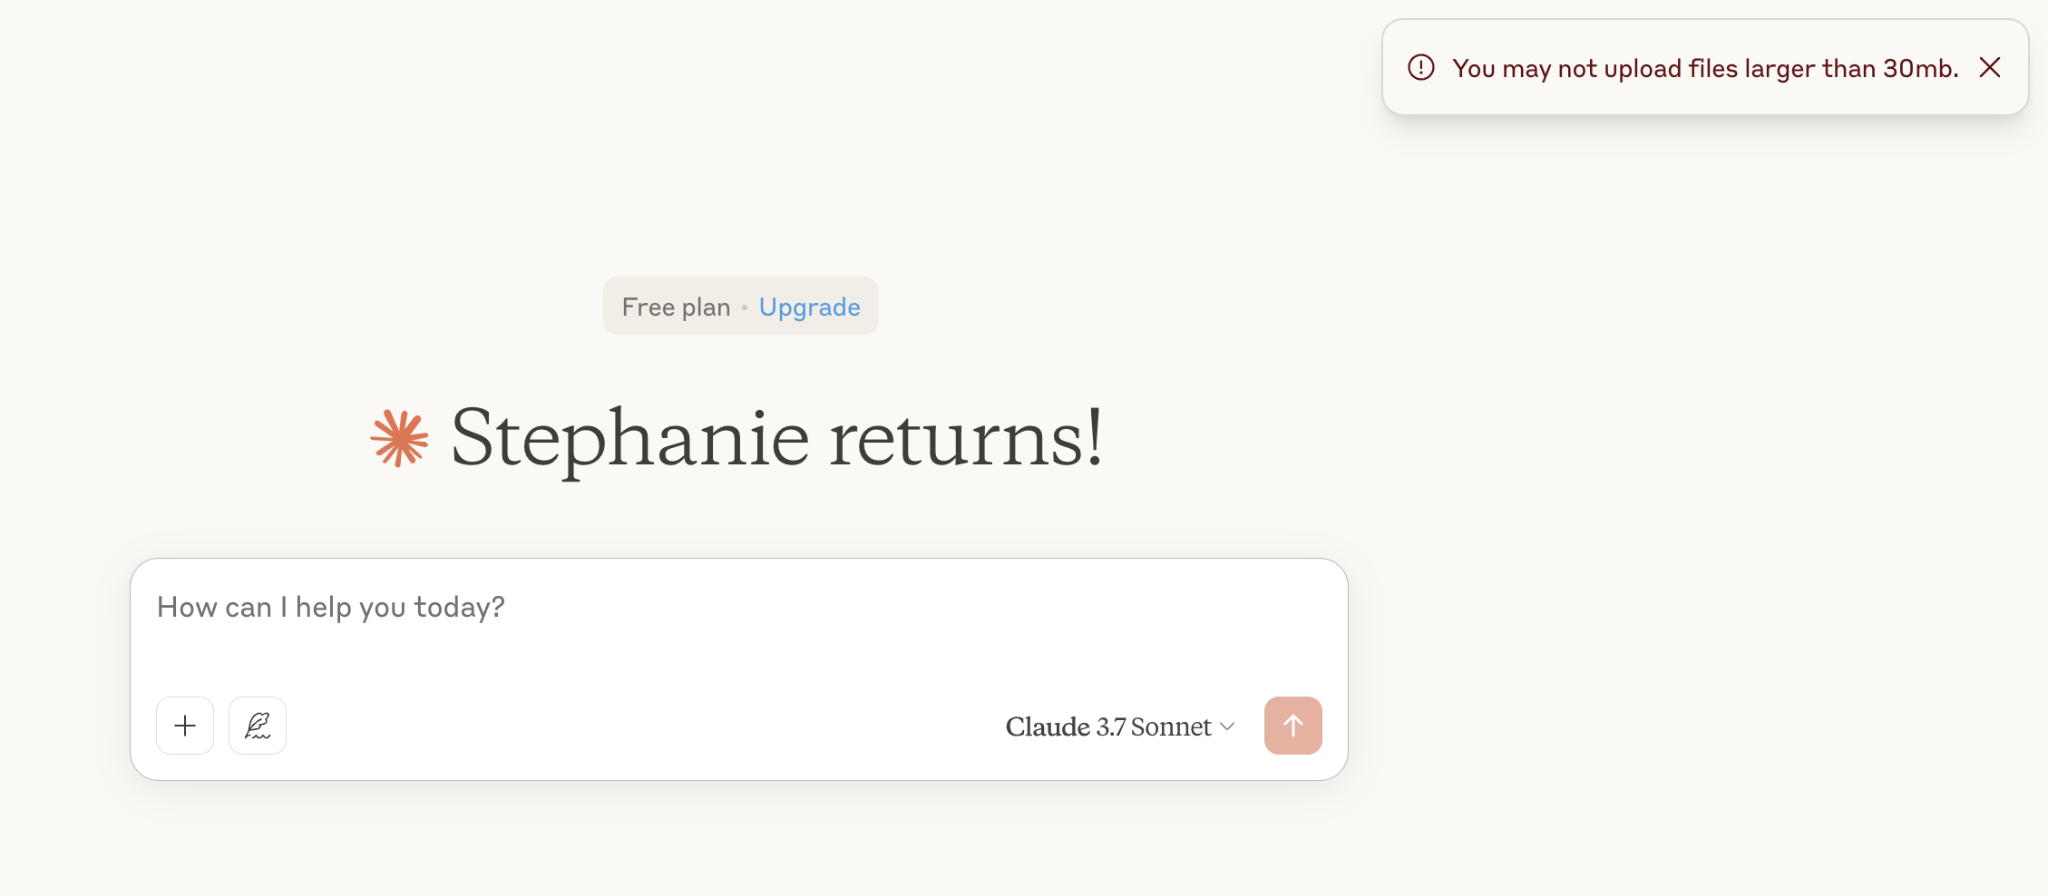 You may not upload files larger than 30mb.
Free plan • Upgrade
Stephanie returns!
How can I help you today?
Claude 3.7 Sonnet